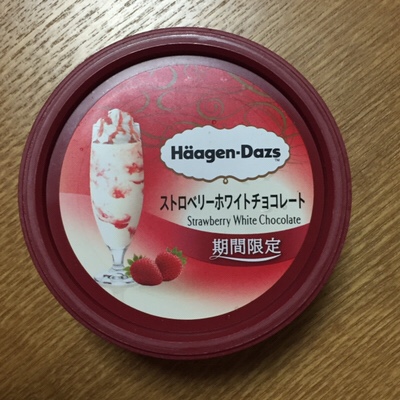 Häagen-Dazs
ストロベリーホワイトチョコレート
Strawberry White Chocolate
期間限定